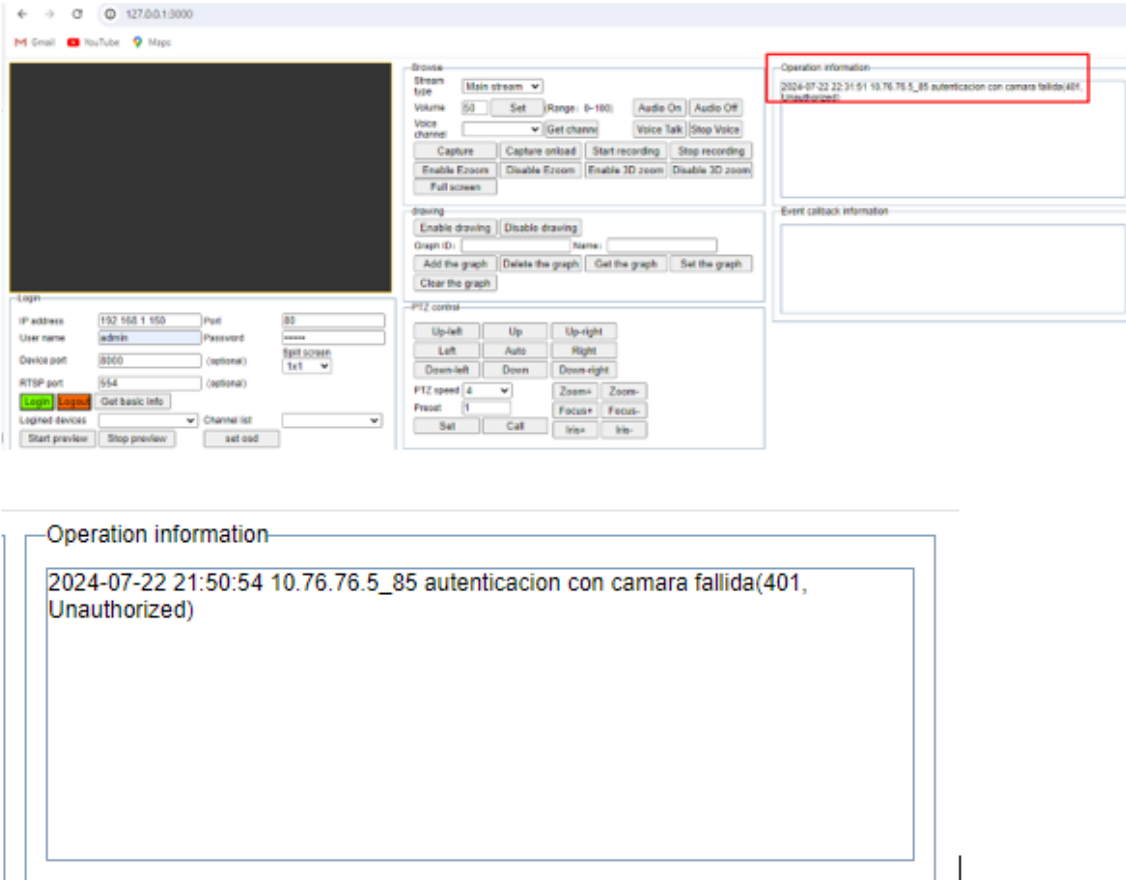 127.0.0.1:3000
Gmail YouTube Maps
Browse
Stream type Main stream
Volume 50 Set (Range: 0~100) Audio On Audio Off
Voice channel Get channe Voice Talk Stop Voice
Capture Capture onload Start recording Stop recording
Enable Ezoom Disable Ezoom Enable 3D zoom Disable 3D zoom
Full screen
drawing
Enable drawing Disable drawing
Graph ID: Name:
Add the graph Delete the graph Get the graph Set the graph
Clear the graph
PTZ control
Up-left Up Up-right
Left Auto Right
Down-left Down Down-right
PTZ speed 4 Zoom+ Zoom-
Preset 1 Focus+ Focus-
Set Call Iris+ Iris-
Operation information
2024-07-22 22:31:51 10.76.76.5_85 autenticacion con camara fallida(401,
Unauthorized)
Event callback information
Login
IP address 192.168.1.150 Port 80
User name admin Password
Device port 8000 (optional) Split screen
1x1
RTSP port 554 (optional)
Login Logout Get basic info
Logined devices Channel list
Start preview Stop preview set osd
Operation information
2024-07-22 21:50:54 10.76.76.5_85 autenticacion con camara fallida(401,
Unauthorized)